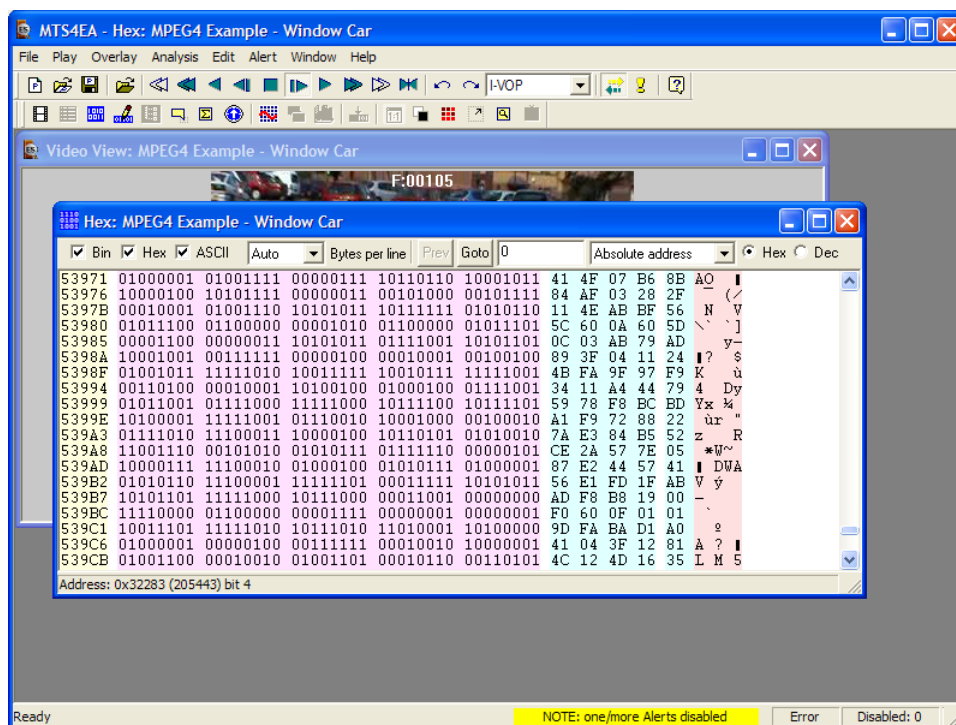 MTS4EA - Hex: MPEG4 Example - Window Car
File Play Overlay Analysis Edit Alert Window Help
I-VOP
Video View: MPEG4 Example - Window Car
F:00105
Hex: MPEG4 Example - Window Car
Bin Hex ASCII Auto Bytes per line Prev Goto 0 Absolute address Hex Dec
53971 01000001 01001111 00000111 10110110 10001011 41 4F 07 B6 8B AO
53976 10000100 10101111 00000011 00101000 00101111 84 AF 03 28 2F ¯ (/
5397B 00010001 01001110 10101011 10111111 01010110 11 4E AB BF 56 N V
53980 01011100 01100000 00001010 01100000 01011101 5C 60 0A 60 5D \` `]
53985 00001100 00000011 10101011 01111001 10101101 0C 03 AB 79 AD y-
5398A 10001001 00111111 00000100 00010001 00100100 89 3F 04 11 24 ? $
5398F 01001011 11111010 10011111 10010111 11111001 4B FA 9F 97 F9 K ù
53994 00110100 00010001 10100100 01000100 01111001 34 11 A4 44 79 4 Dy
53999 01011001 01111000 11111000 10111100 10111101 59 78 F8 BC BD Yx ¼
5399E 10100001 11111001 01110010 10001000 00100010 A1 F9 72 88 22 ùr "
539A3 01111010 11100011 10000100 10110101 01010010 7A E3 84 B5 52 z R
539A8 11001110 00101010 01010111 01111110 00000101 CE 2A 57 7E 05 *W~
539AD 10000111 11100010 01000100 01010111 01000001 87 E2 44 57 41 DWA
539B2 01010110 11100001 11111101 00011111 10101011 56 E1 FD 1F AB V ý
539B7 10101101 11111000 10111000 00011001 00000000 AD F8 B8 19 00 -
539BC 11110000 01100000 00001111 00000001 00000001 F0 60 0F 01 01 `
539C1 10011101 11111010 10111010 11010001 10100000 9D FA BA D1 A0 º
539C6 01000001 00000100 00111111 00010010 10000001 41 04 3F 12 81 A ?
539CB 01001100 00010010 01001101 00010110 00110101 4C 12 4D 16 35 L M 5
Address: 0x32283 (205443) bit 4
Ready NOTE: one/more Alerts disabled Error Disabled: 0